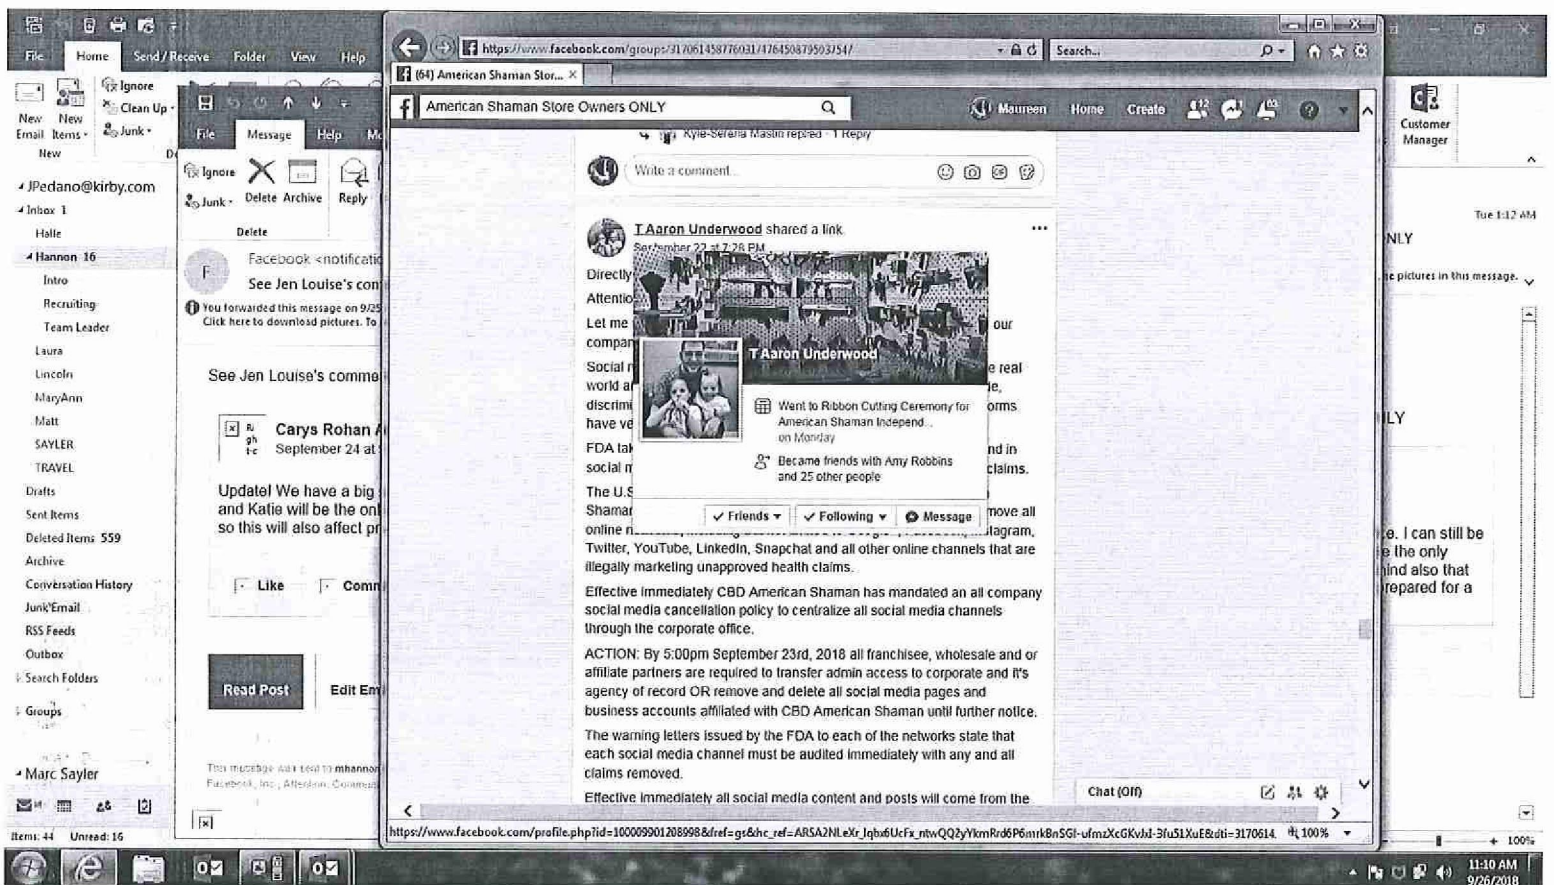 File Home Send / Receive Folder View Help
New Email
New Items
Ignore
Clean Up
Junk
New
JPedano@kirby.com
Inbox 1
Halle
Hannon 16
Intro
Recruiting
Team Leader
Laura
Lincoln
MaryAnn
Matt
SAYLER
TRAVEL
Drafts
Sent Items
Deleted Items 559
Archive
Conversation History
Junk Email
RSS Feeds
Outbox
Search Folders
Groups
Marc Sayler
Items: 44 Unread: 16
File Message Help
Ignore
Junk
Delete Archive Reply
Delete
F
Facebook <notificatio
See Jen Louise's con
You forwarded this message on 9/25
Click here to download pictures. To
See Jen Louise's comme
Carys Rohan A
September 24 at
Update! We have a big
and Katie will be the onl
so this will also affect pr
Like Comm
Read Post Edit Em
This message was sent to mhannon
https://www.facebook.com/groups/317061458776031/476450879503754/
Search...
(64) American Shaman Stor...
American Shaman Store Owners ONLY
Maureen Home Create
Kyle-Serena Mastin replied · 1 Reply
Write a comment...
T Aaron Underwood shared a link.
September 22 at 7:28 PM
Directly
Attentio
Let me our
compan
Social m e real
world a le,
discrimi orms
have ve
FDA tak nd in
social m claims.
The U.S
Shaman move all
online
Twitter, YouTube, LinkedIn, Snapchat and all other online channels that are
illegally marketing unapproved health claims.
T Aaron Underwood
Went to Ribbon Cutting Ceremony for
American Shaman Independ...
on Monday
Became friends with Amy Robbins
and 25 other people
Friends Following Message
Effective immediately CBD American Shaman has mandated an all company
social media cancellation policy to centralize all social media channels
through the corporate office.
ACTION: By 5:00pm September 23rd, 2018 all franchisee, wholesale and or
affiliate partners are required to transfer admin access to corporate and it's
agency of record OR remove and delete all social media pages and
business accounts affiliated with CBD American Shaman until further notice.
The warning letters issued by the FDA to each of the networks state that
each social media channel must be audited immediately with any and all
claims removed.
Effective immediately all social media content and posts will come from the
Chat (Off)
100%
Customer
Manager
Tue 1:12 AM
NLY
e pictures in this message.
LY
e. I can still be
e the only
ind also that
repared for a
100%
11:10 AM
9/26/2018